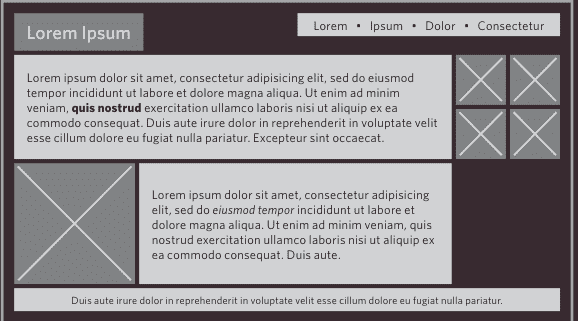 Lorem Ipsum
Lorem • Ipsum • Dolor • Consectetur
Lorem ipsum dolor sit amet, consectetur adipisicing elit, sed do eiusmod
tempor incididunt ut labore et dolore magna aliqua. Ut enim ad minim
veniam, quis nostrud exercitation ullamco laboris nisi ut aliquip ex ea
commodo consequat. Duis aute irure dolor in reprehenderit in voluptate velit
esse cillum dolore eu fugiat nulla pariatur. Excepteur sint occaecat.
Lorem ipsum dolor sit amet, consectetur adipisicing
elit, sed do eiusmod tempor incididunt ut labore et
dolore magna aliqua. Ut enim ad minim veniam, quis
nostrud exercitation ullamco laboris nisi ut aliquip ex
ea commodo consequat. Duis aute.
Duis aute irure dolor in reprehenderit in voluptate velit esse cillum dolore eu fugiat nulla pariatur.